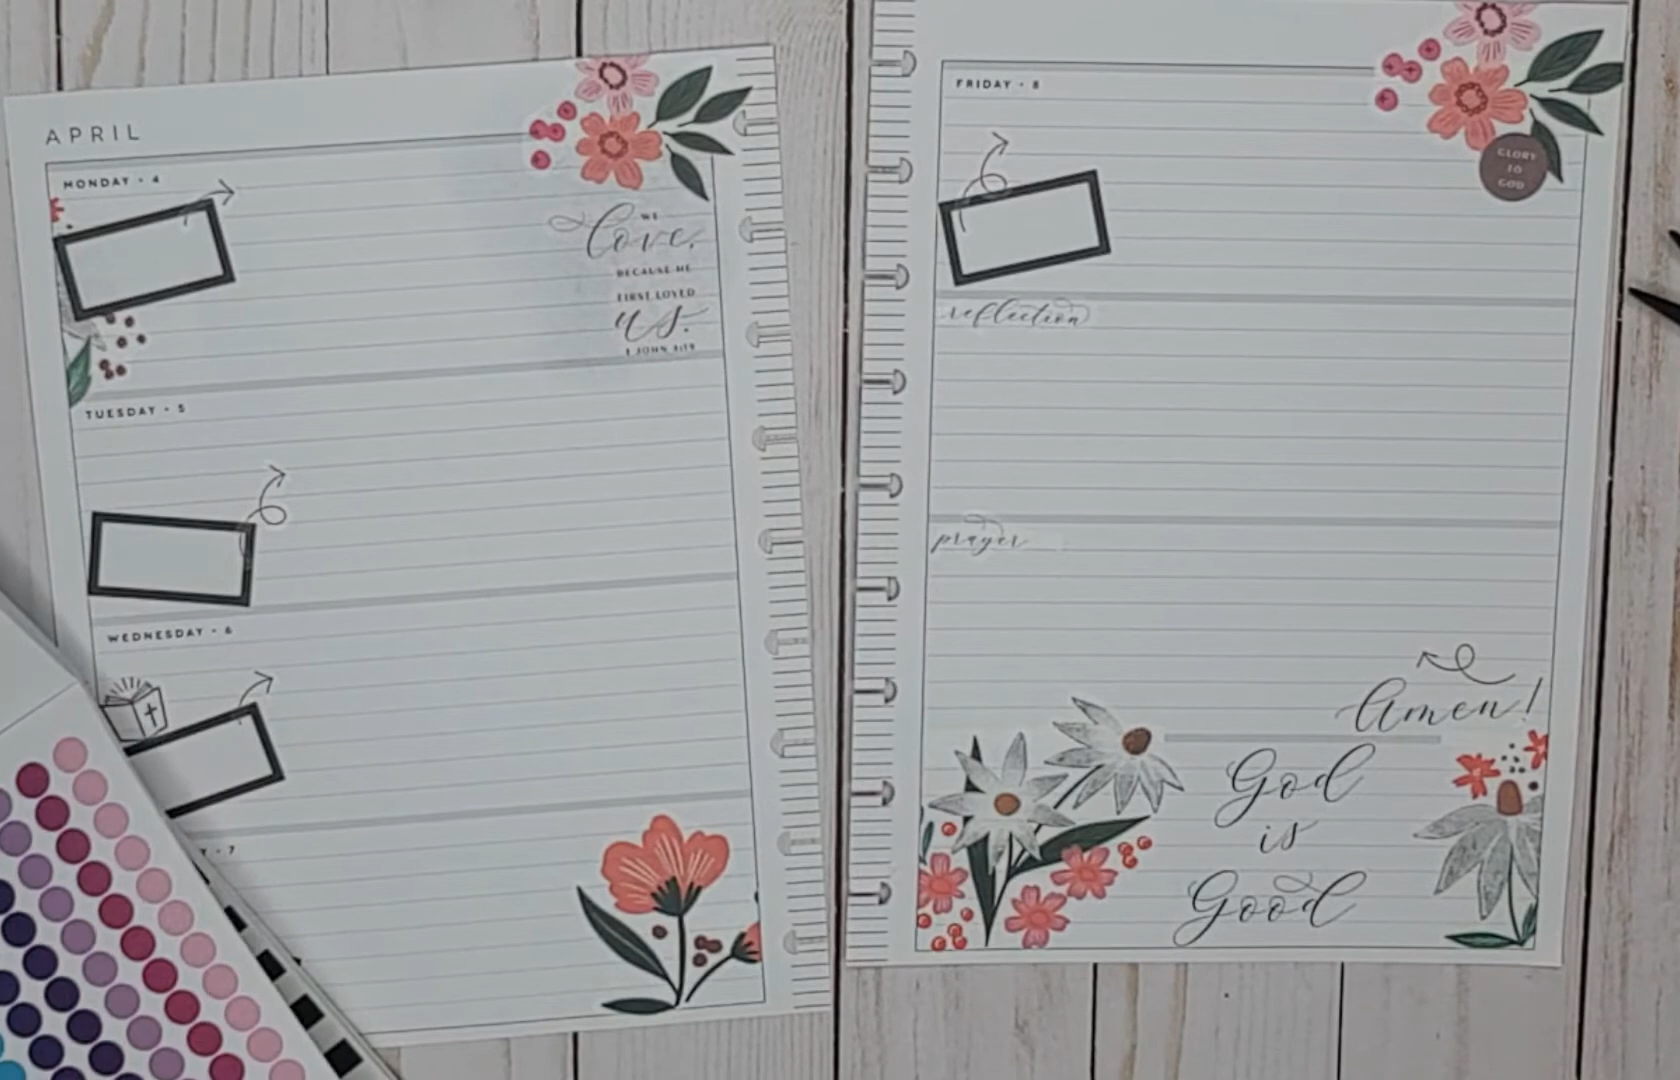 APRIL
MONDAY • 4
WE
love,
BECAUSE HE
FIRST LOVED
us.
1 JOHN 4:19
TUESDAY • 5
WEDNESDAY • 6
• 7
FRIDAY • 8
GLORY
TO
GOD
reflection
prayer
Amen!
God
is
Good